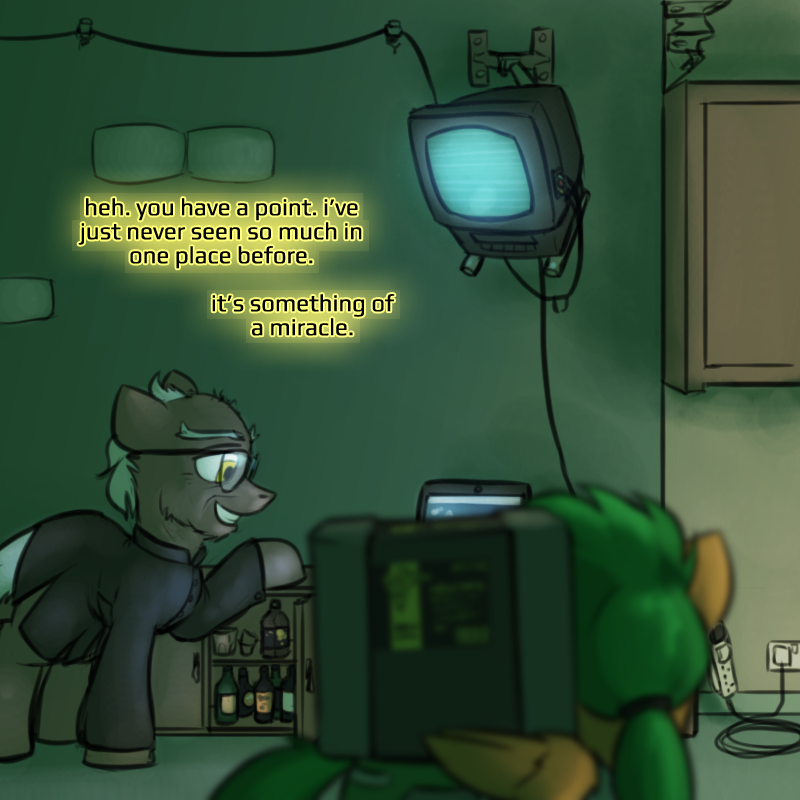 heh. you have a point. i've
just never seen so much in
one place before.
it's something of
a miracle.